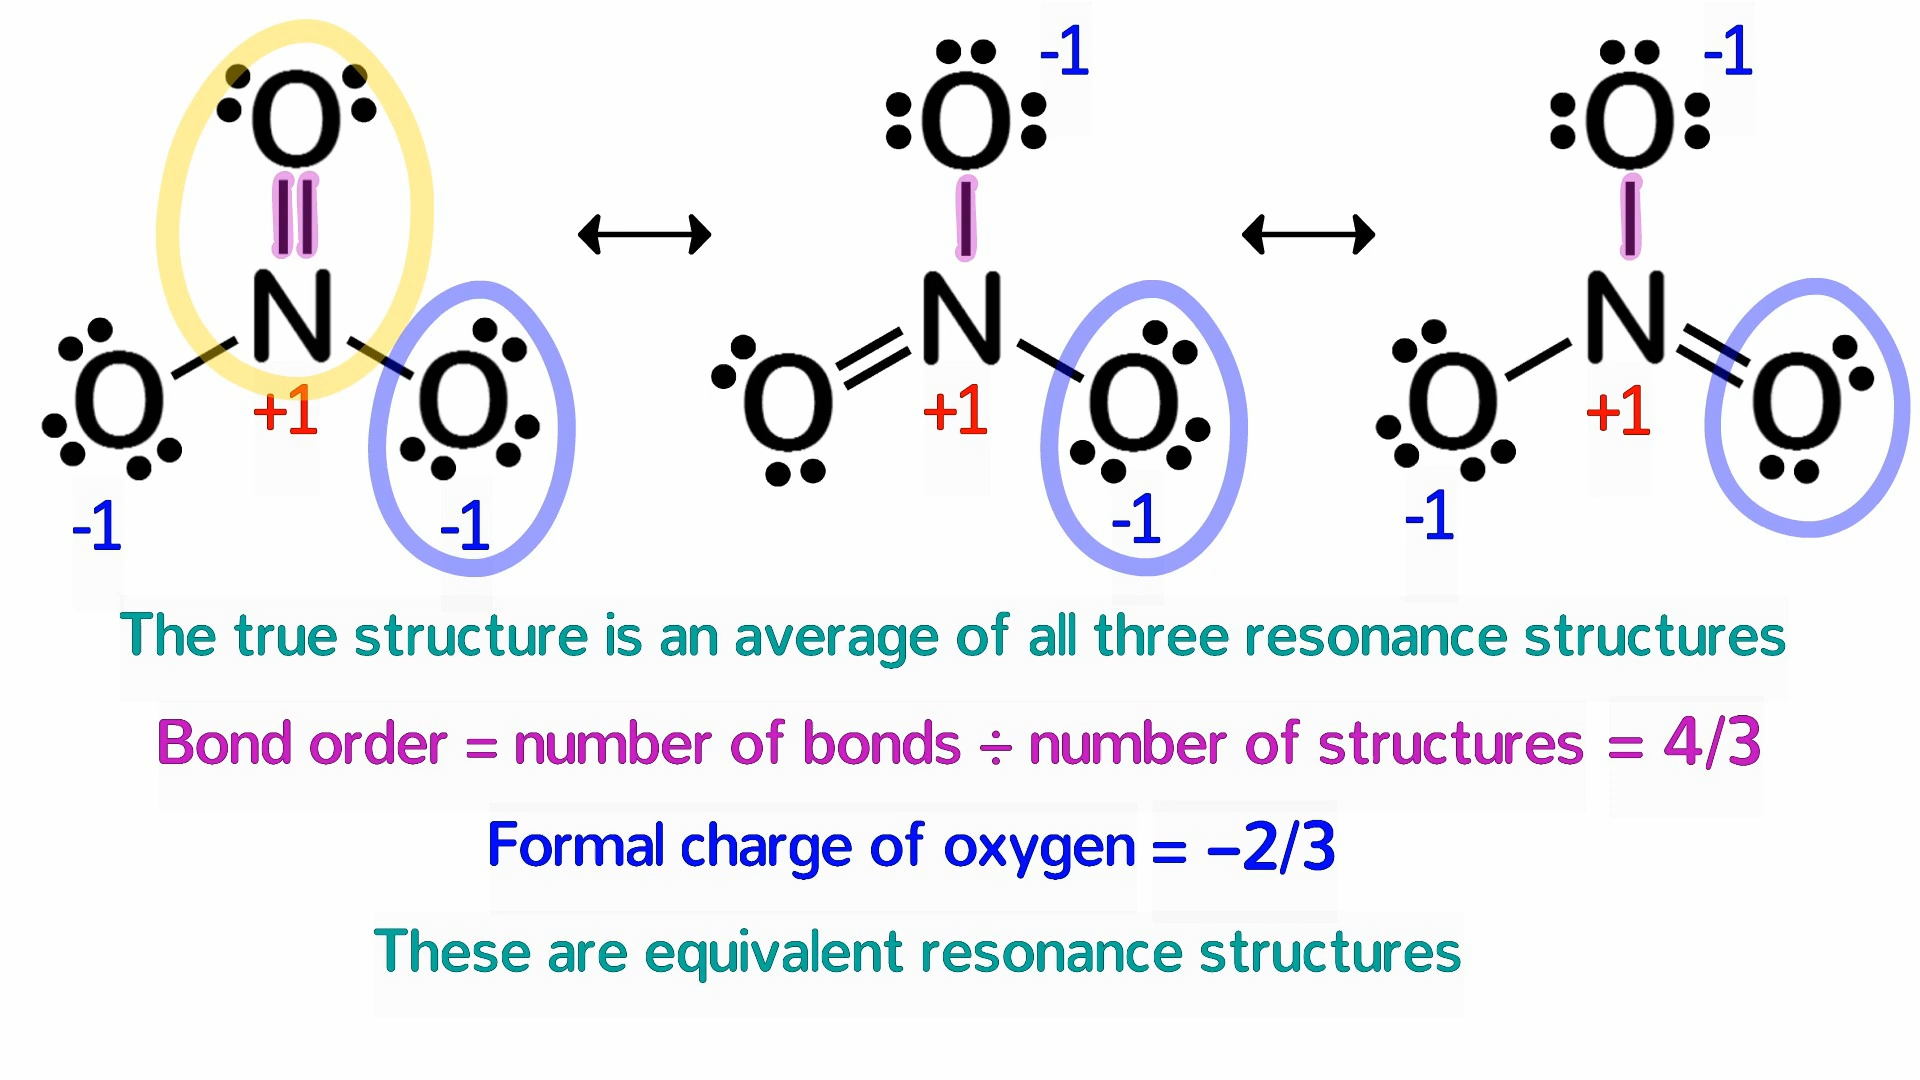 -1 -1
O O O
N N N
O O O O O O
+1 +1 +1
-1 -1 -1 -1
The true structure is an average of all three resonance structures
Bond order = number of bonds ÷ number of structures = 4/3
Formal charge of oxygen = –2/3
These are equivalent resonance structures